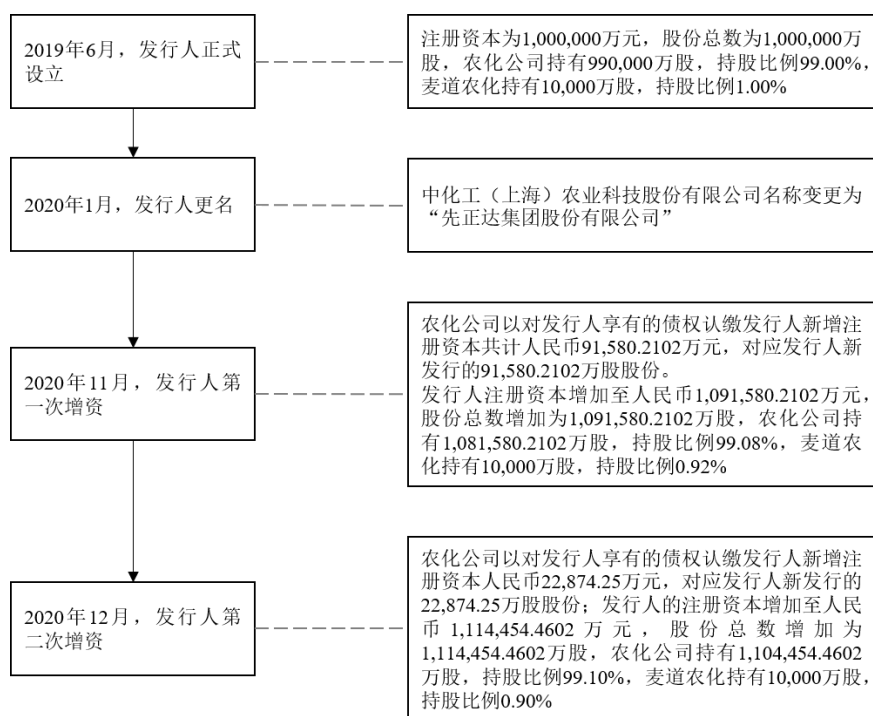 2019年6月，发行人正式
设立
注册资本为1,000,000万元，股份总数为1,000,000万
股，农化公司持有990,000万股，持股比例99.00%，
麦道农化持有10,000万股，持股比例1.00%
2020年1月，发行人更名
中化工（上海）农业科技股份有限公司名称变更为
“先正达集团股份有限公司”
2020年11月，发行人第
一次增资
农化公司以对发行人享有的债权认缴发行人新增注
册资本共计人民币91,580.2102万元，对应发行人新
发行的91,580.2102万股股份。
发行人注册资本增加至人民币1,091,580.2102万元，
股份总数增加为1,091,580.2102万股，农化公司持
有1,081,580.2102万股，持股比例99.08%，麦道农
化持有10,000万股，持股比例0.92%
2020年12月，发行人第
二次增资
农化公司以对发行人享有的债权认缴发行人新增注
册资本人民币22,874.25万元，对应发行人新发行的
22,874.25万股股份；发行人的注册资本增加至人民
币1,114,454.4602万元，股份总数增加为
1,114,454.4602万股，农化公司持有1,104,454.4602
万股，持股比例99.10%，麦道农化持有10,000万股，
持股比例0.90%